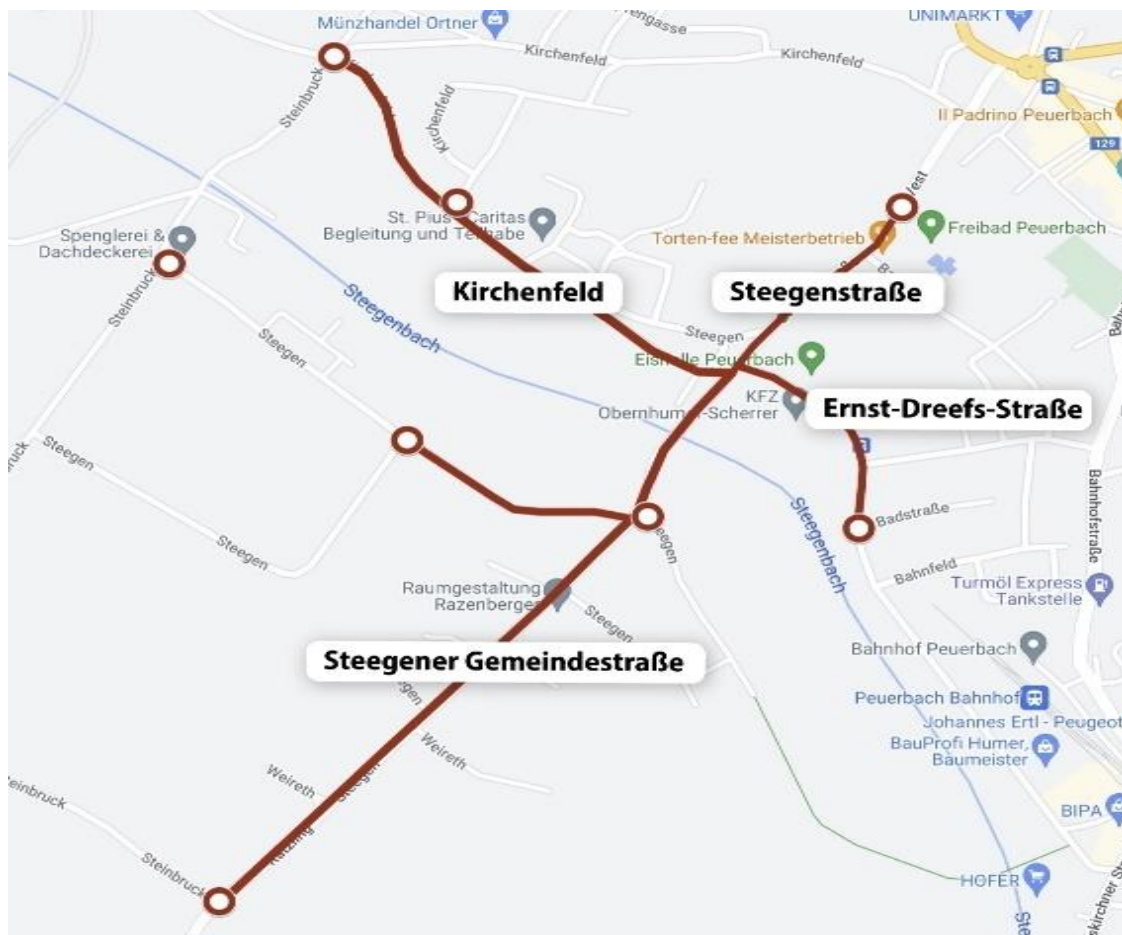 Münzhandel Ortner
UNIMARKT
Kirchenfeld
Kirchenfeld
Steinbruck
Il Padrino Peuerbach
129
Kirchenfeld
St. Pius - Caritas
Begleitung und Teilhabe
Torten-fee Meisterbetrieb
Freibad Peuerbach
Spenglerei &
Dachdeckerei
Steinbruck
Kirchenfeld
Steegenstraße
Steegenbach
Steegen
Steegen
Eishalle Peuerbach
KFZ
Obernhumer-Scherrer
Ernst-Dreefs-Straße
Steegen
Steegen
Badstraße
Bahnhofstraße
Steegenbach
Bahnfeld
Turmöl Express
Tankstelle
Raumgestaltung
Razenberger
Steegen
Steegener Gemeindestraße
Bahnhof Peuerbach
Peuerbach Bahnhof
Johannes Ertl - Peugeot
BauProfi Humer,
Baumeister
Weireth
Weireth
Steegen
BIPA
Steinbruck
HOFER